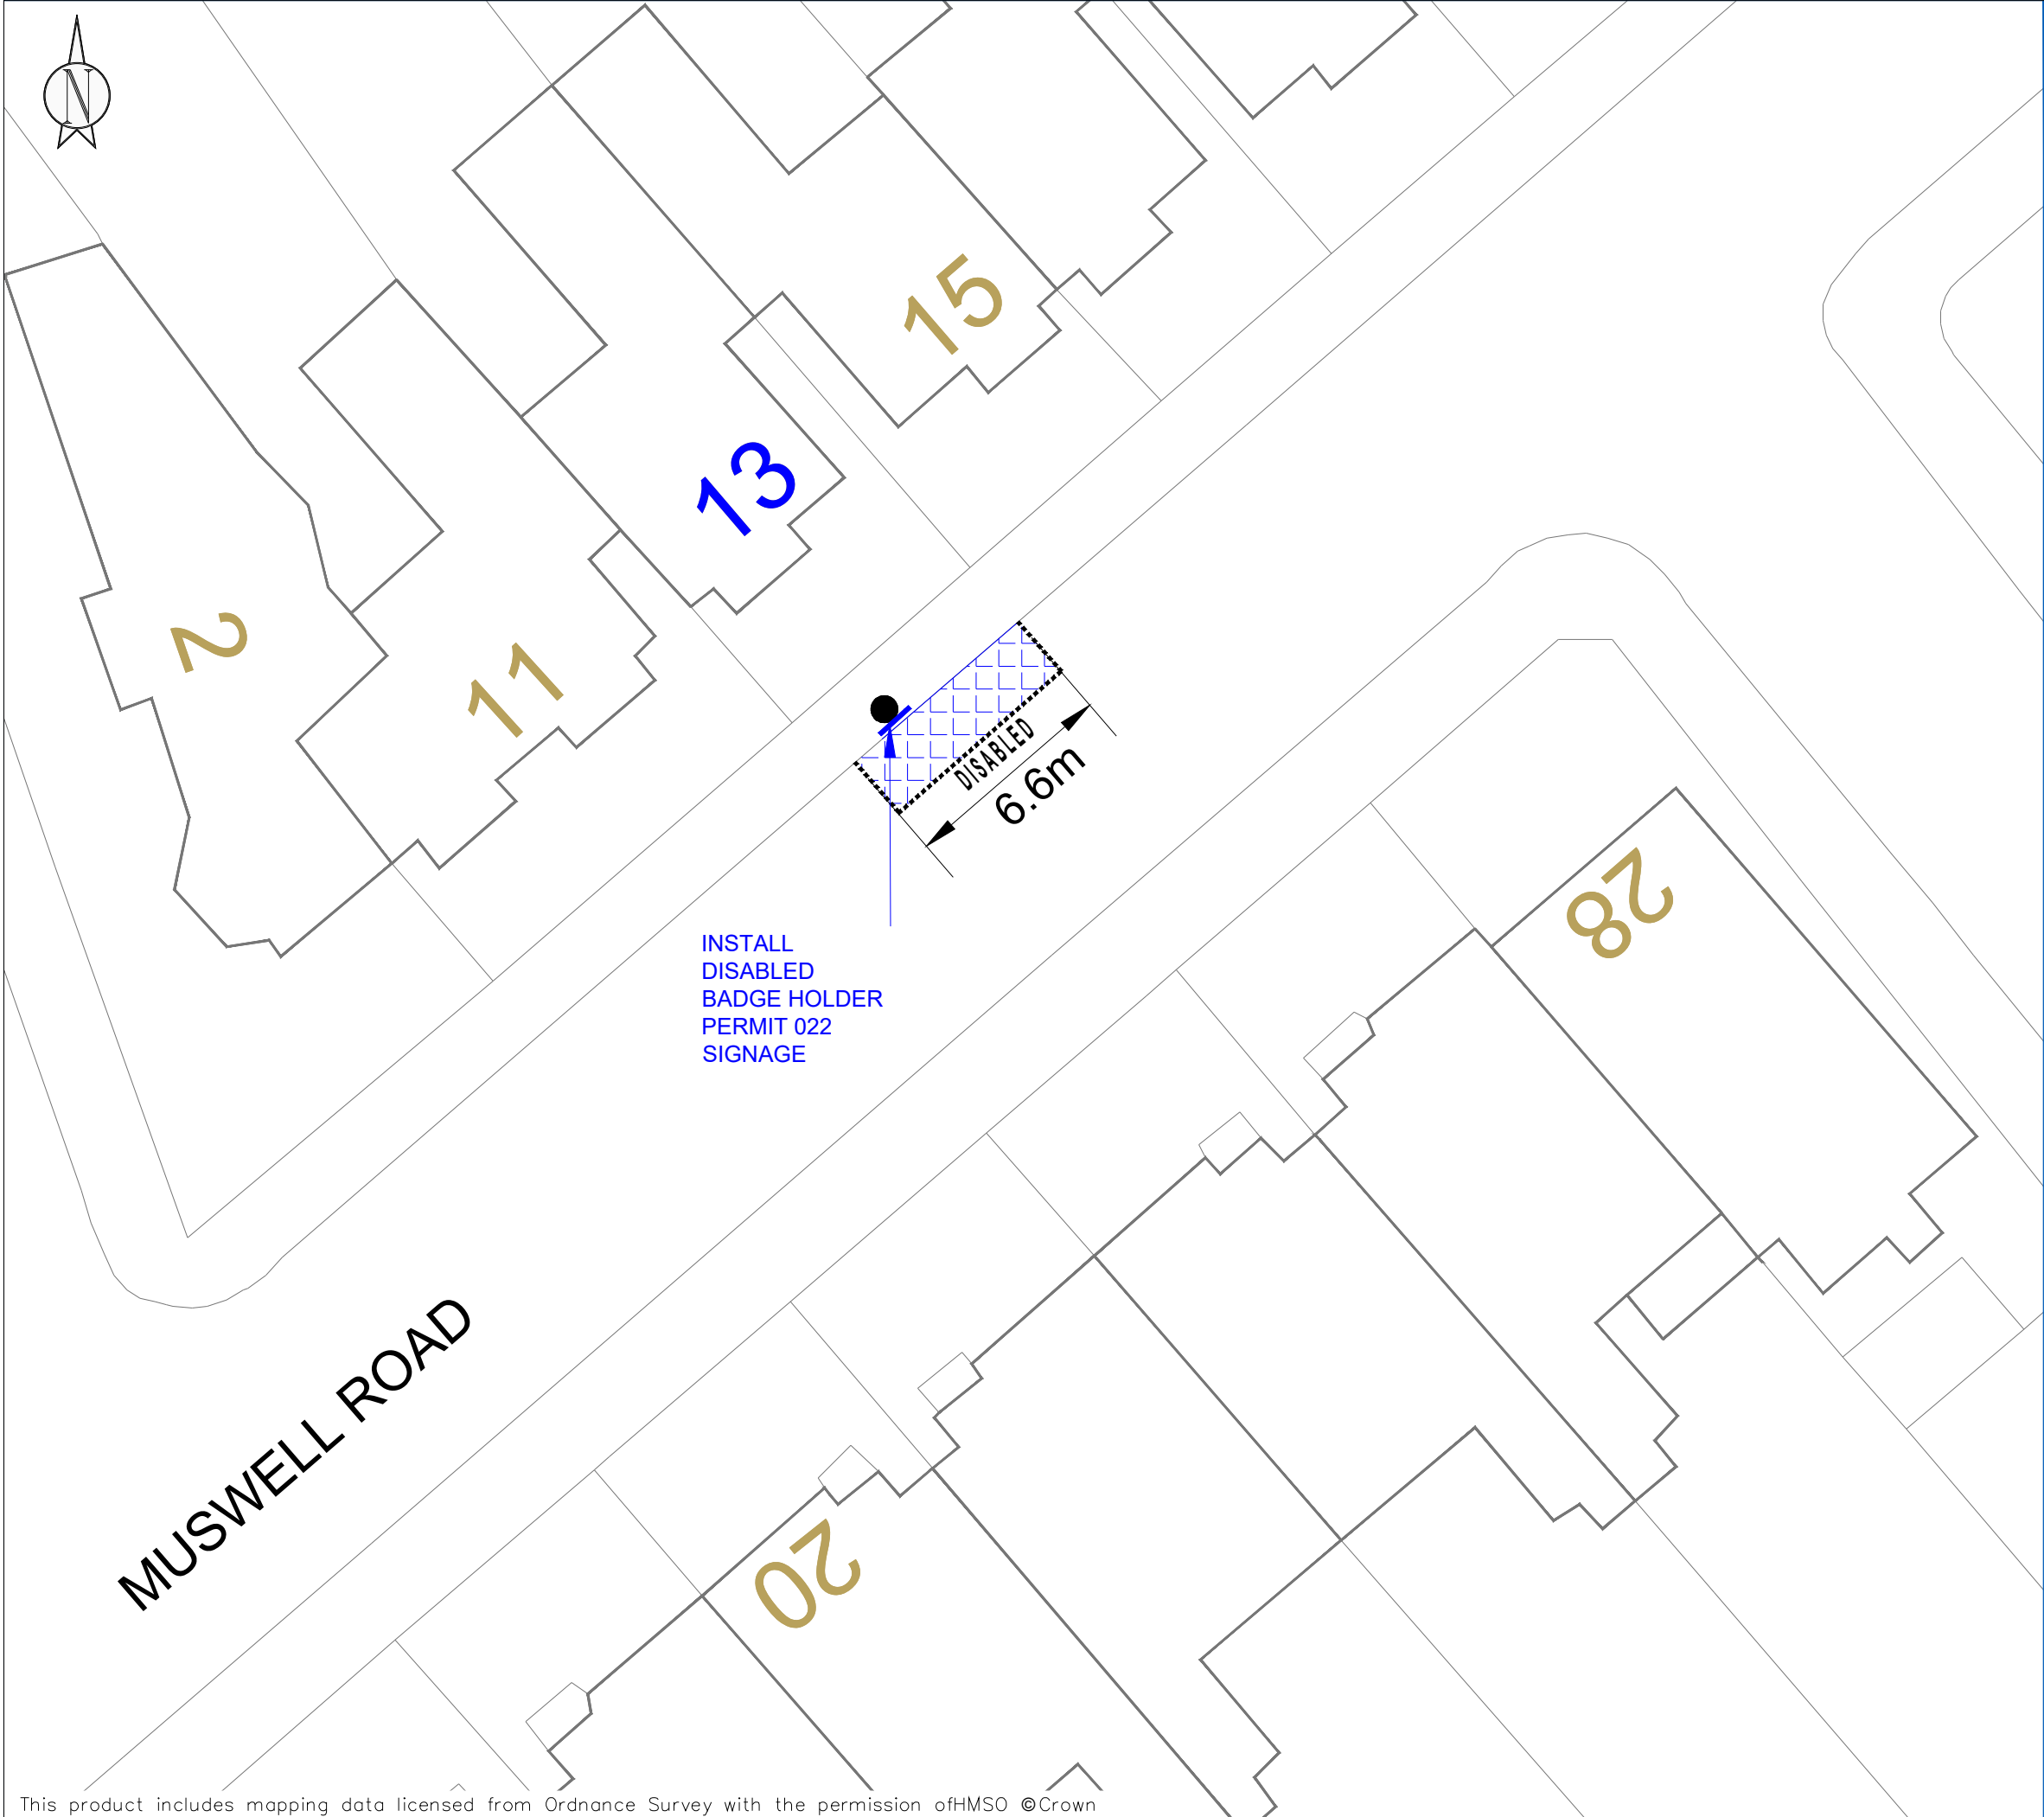 N
15
13
2
11
DISABLED
6.6m
28
INSTALL
DISABLED
BADGE HOLDER
PERMIT 022
SIGNAGE
MUSWELL ROAD
20
This product includes mapping data licensed from Ordnance Survey with the permission ofHMSO ©Crown